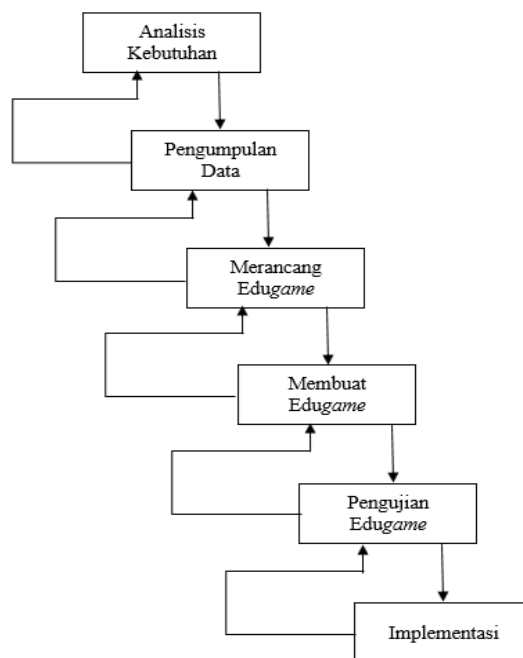 Analisis
Kebutuhan
Pengumpulan
Data
Merancang
Edugame
Membuat
Edugame
Pengujian
Edugame
Implementasi